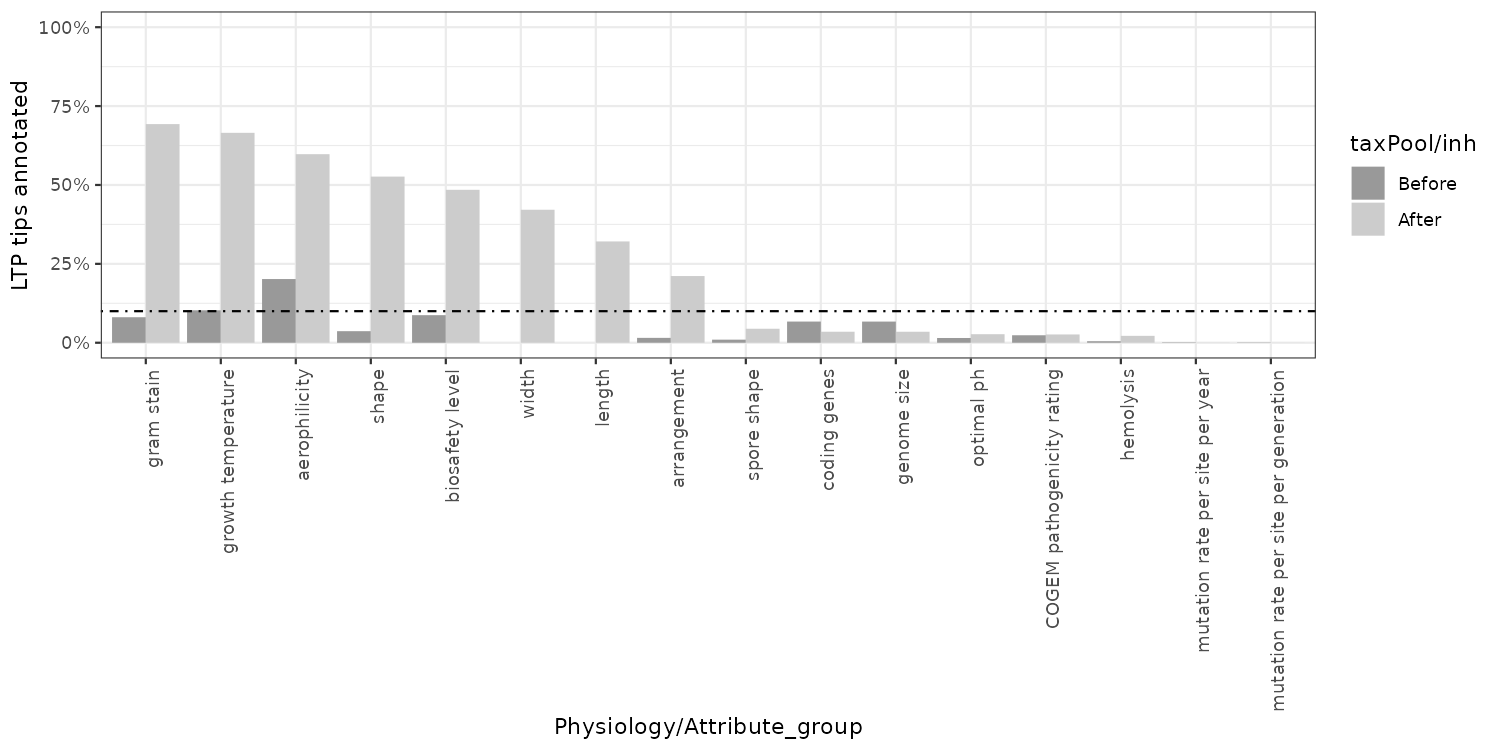 100%
75%
50%
25%
0%
LTP tips annotated
gram stain
growth temperature
aerophilicity
shape
biosafety level
width
length
arrangement
spore shape
coding genes
genome size
optimal ph
COGEM pathogenicity rating
hemolysis
mutation rate per site per year
mutation rate per site per generation
Physiology/Attribute_group
taxPool/inh
Before
After